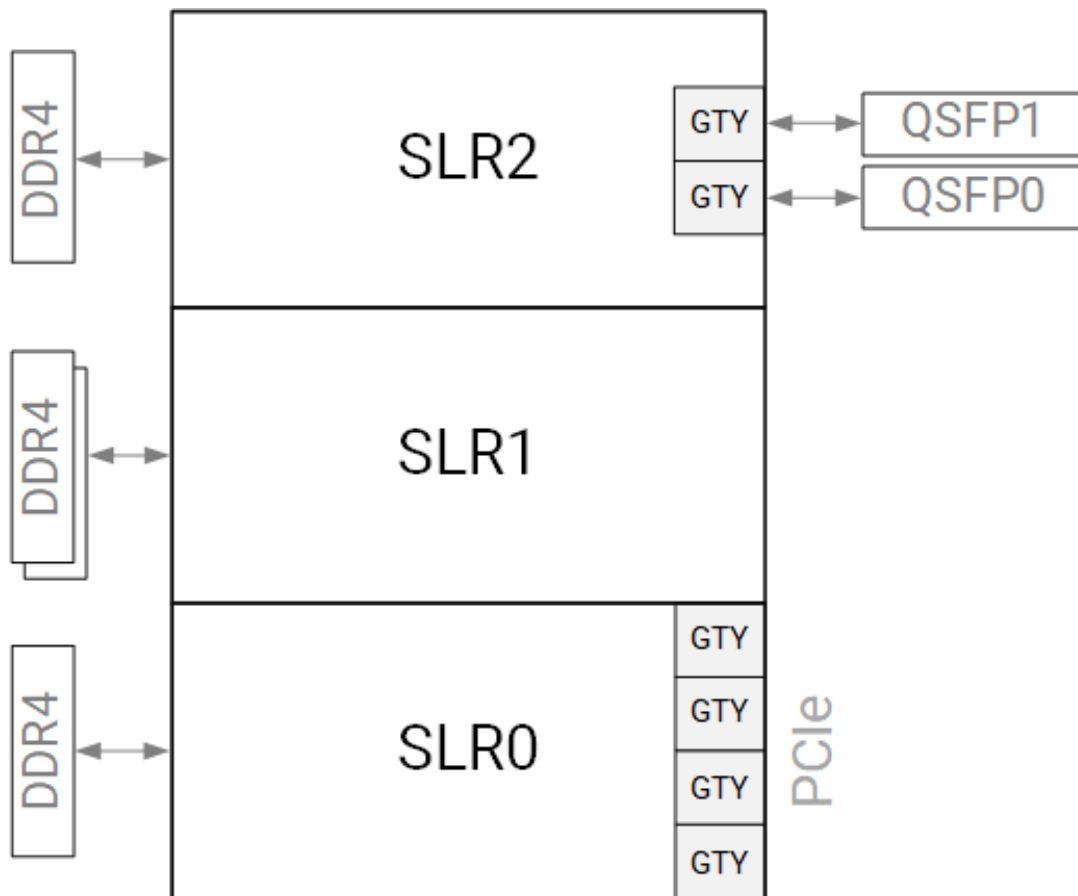 DDR4
SLR2
GTY
QSFP1
GTY
QSFP0
DDR4
SLR1
DDR4
SLR0
GTY
GTY
GTY
GTY
PCIe